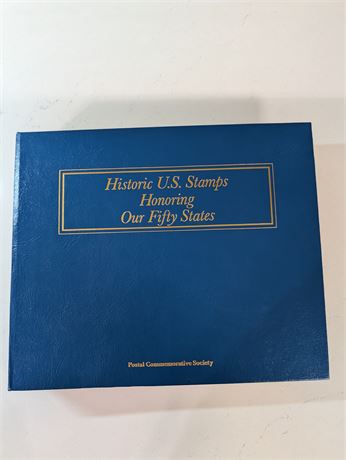 Historic U.S. Stamps
Honoring
Our Fifty States
Postal Commemorative Society